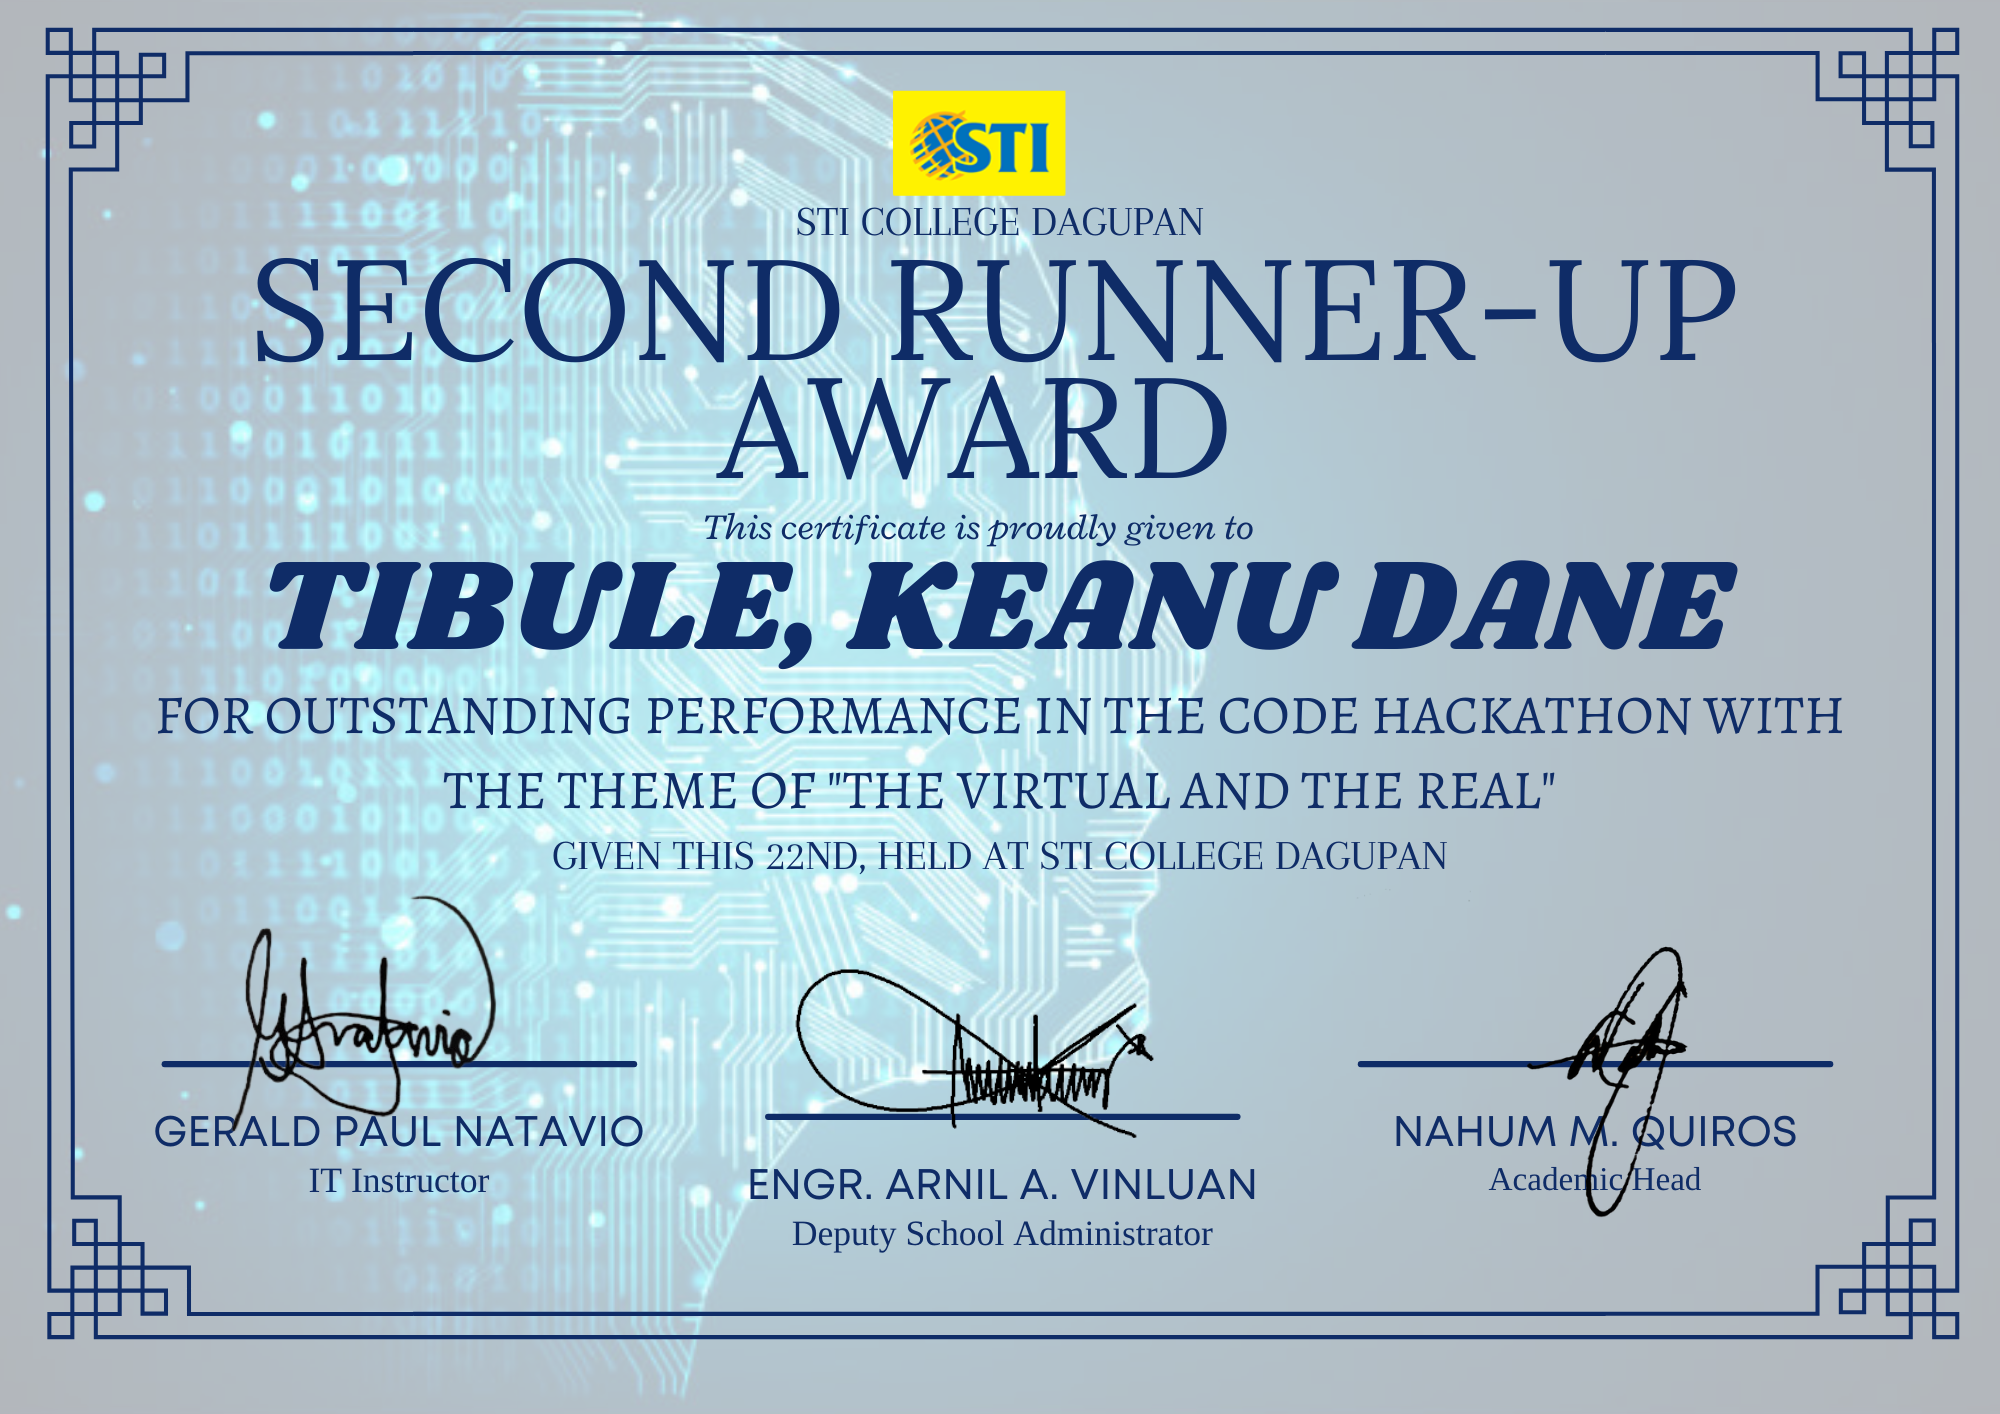 STI
STI COLLEGE DAGUPAN
SECOND RUNNER-UP
AWARD
This certificate is proudly given to
TIBULE, KEANU DANE
FOR OUTSTANDING PERFORMANCE IN THE CODE HACKATHON WITH
THE THEME OF "THE VIRTUAL AND THE REAL"
GIVEN THIS 22ND, HELD AT STI COLLEGE DAGUPAN
GERALD PAUL NATAVIO
IT Instructor
ENGR. ARNIL A. VINLUAN
Deputy School Administrator
NAHUM M. QUIROS
Academic Head